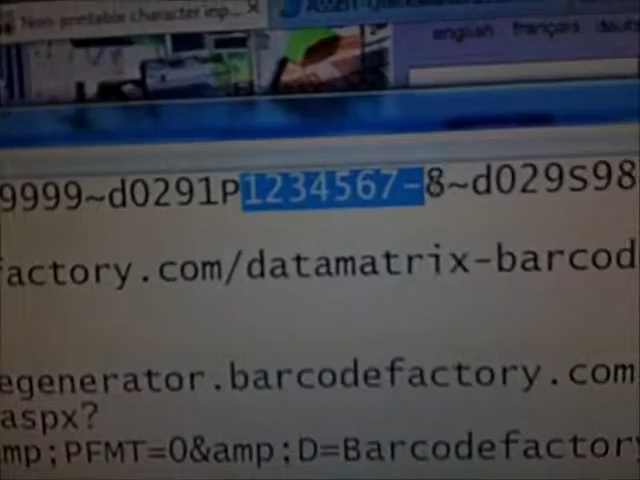 Non-printable character inp...
english français
9999~d0291P1234567-8~d029S98
factory.com/datamatrix-barcod
egenerator.barcodefactory.com
aspx?
mp;PFMT=0&amp;D=Barcodefactory